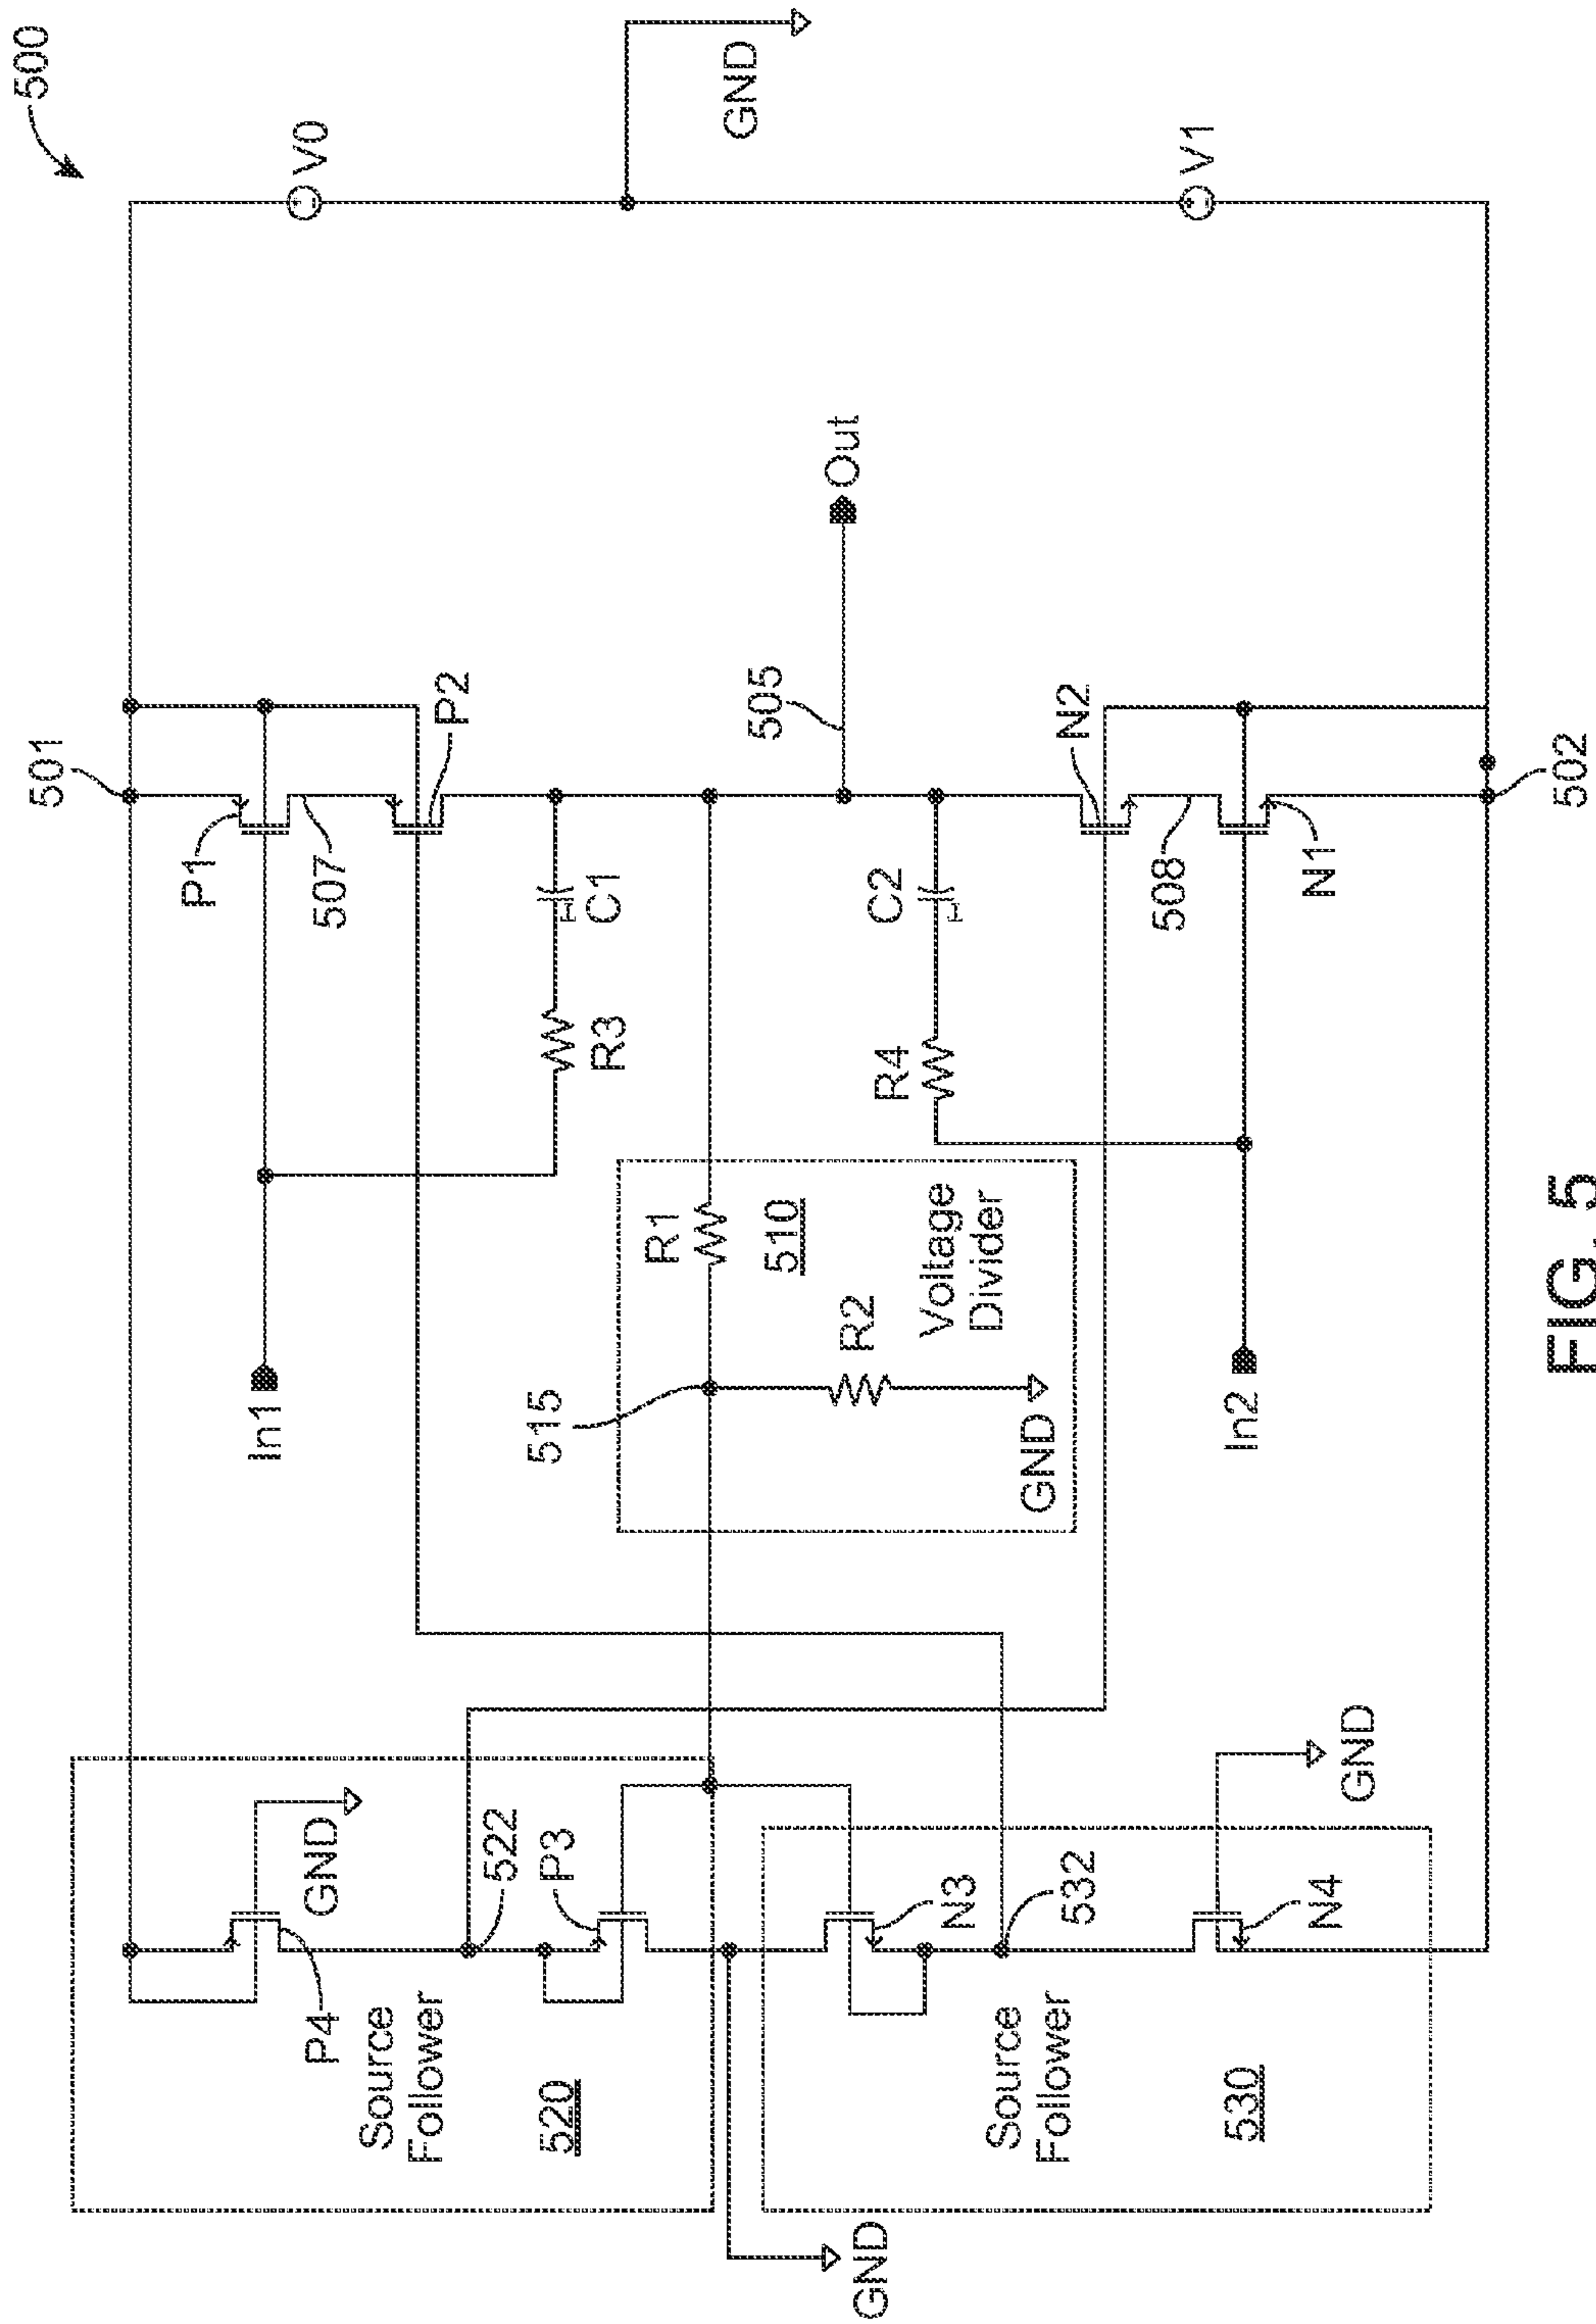 500
V0
GND
V1
501
P1
507
P2
C1
R3
505
Out
C2
R4
N2
508
N1
502
In1
515
R1
510
R2
Voltage
Divider
GND
In2
GND
522
P3
P4
Source
Follower
520
GND
N3
532
N4
Source
Follower
530
GND
FIG. 5